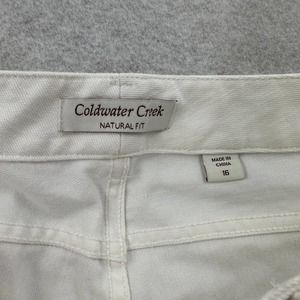 Coldwater Creek
NATURAL FIT
MADE IN
CHINA
16